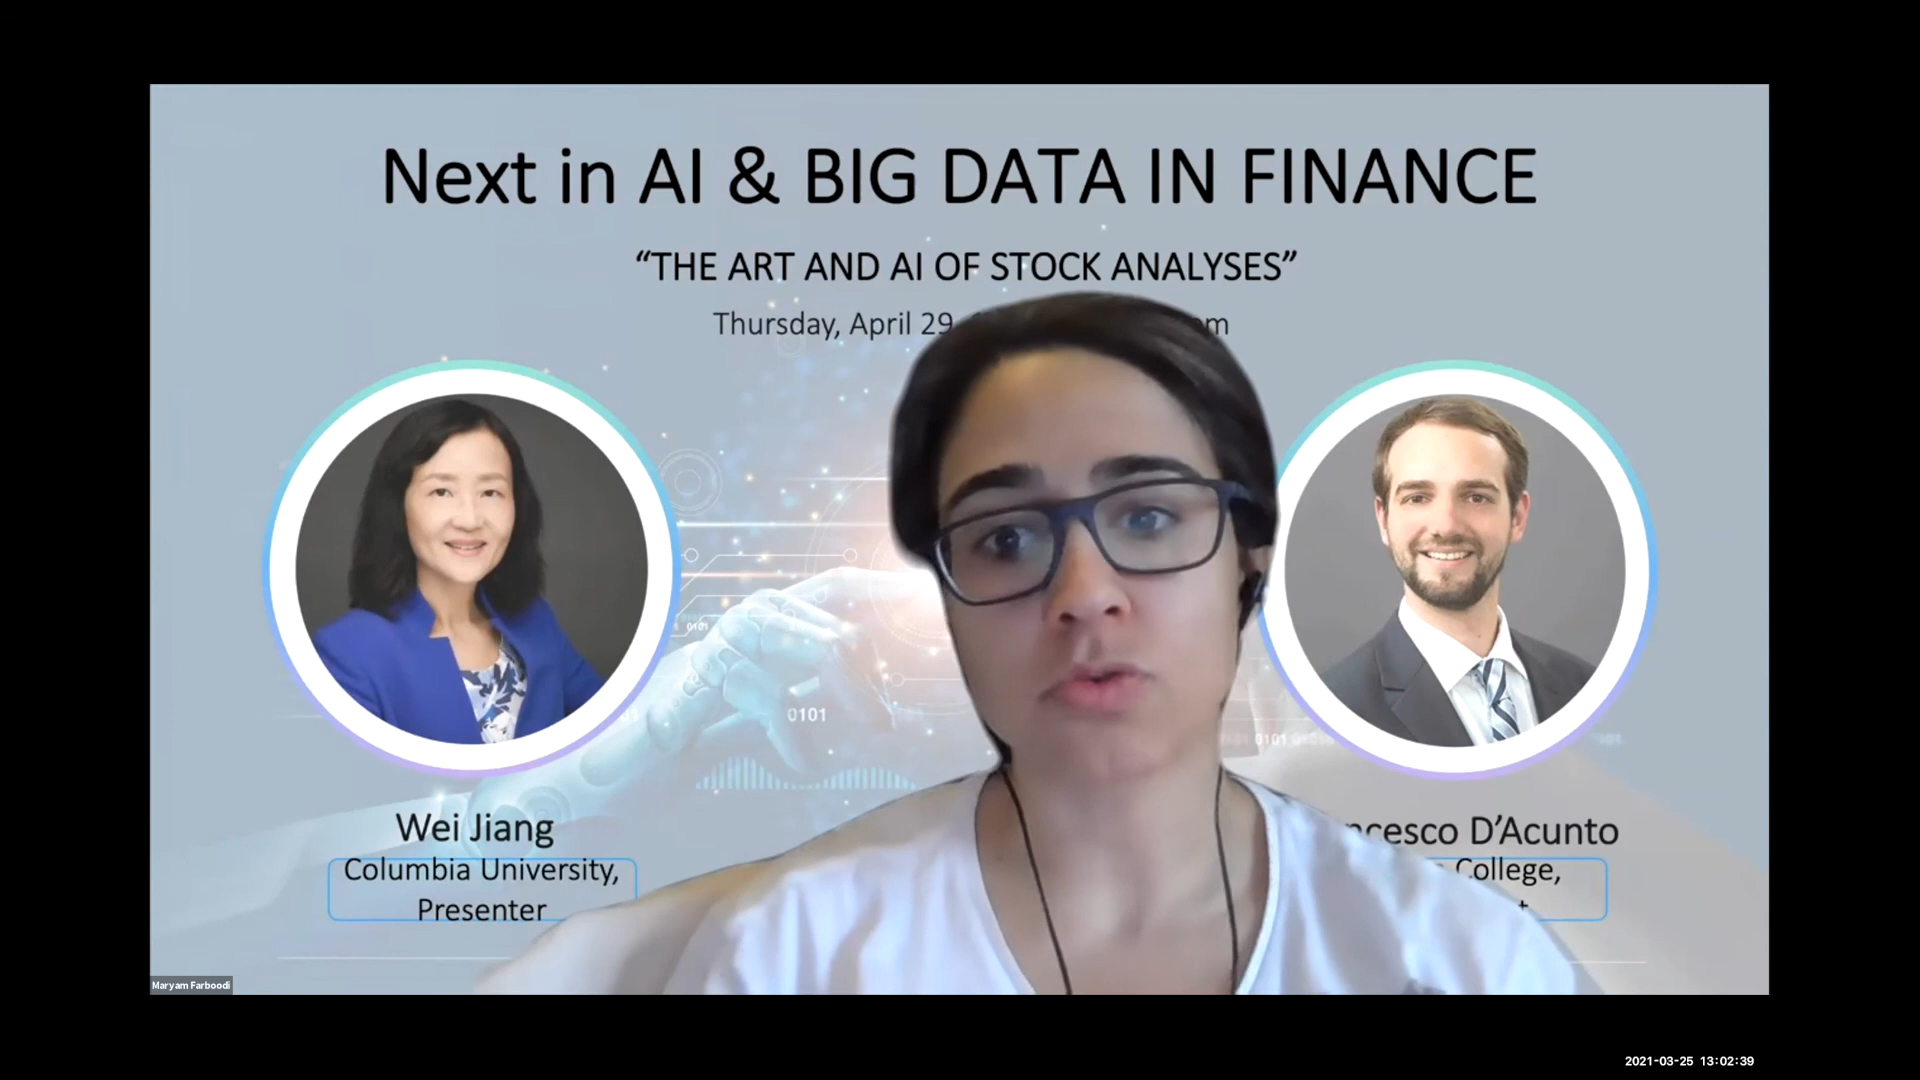 Next in AI & BIG DATA IN FINANCE
“THE ART AND AI OF STOCK ANALYSES”
Thursday, April 29
Wei Jiang
Columbia University,
Presenter
D’Acunto
College,
0101
0101
0101
Maryam Farboodi
2021-03-25 13:02:39